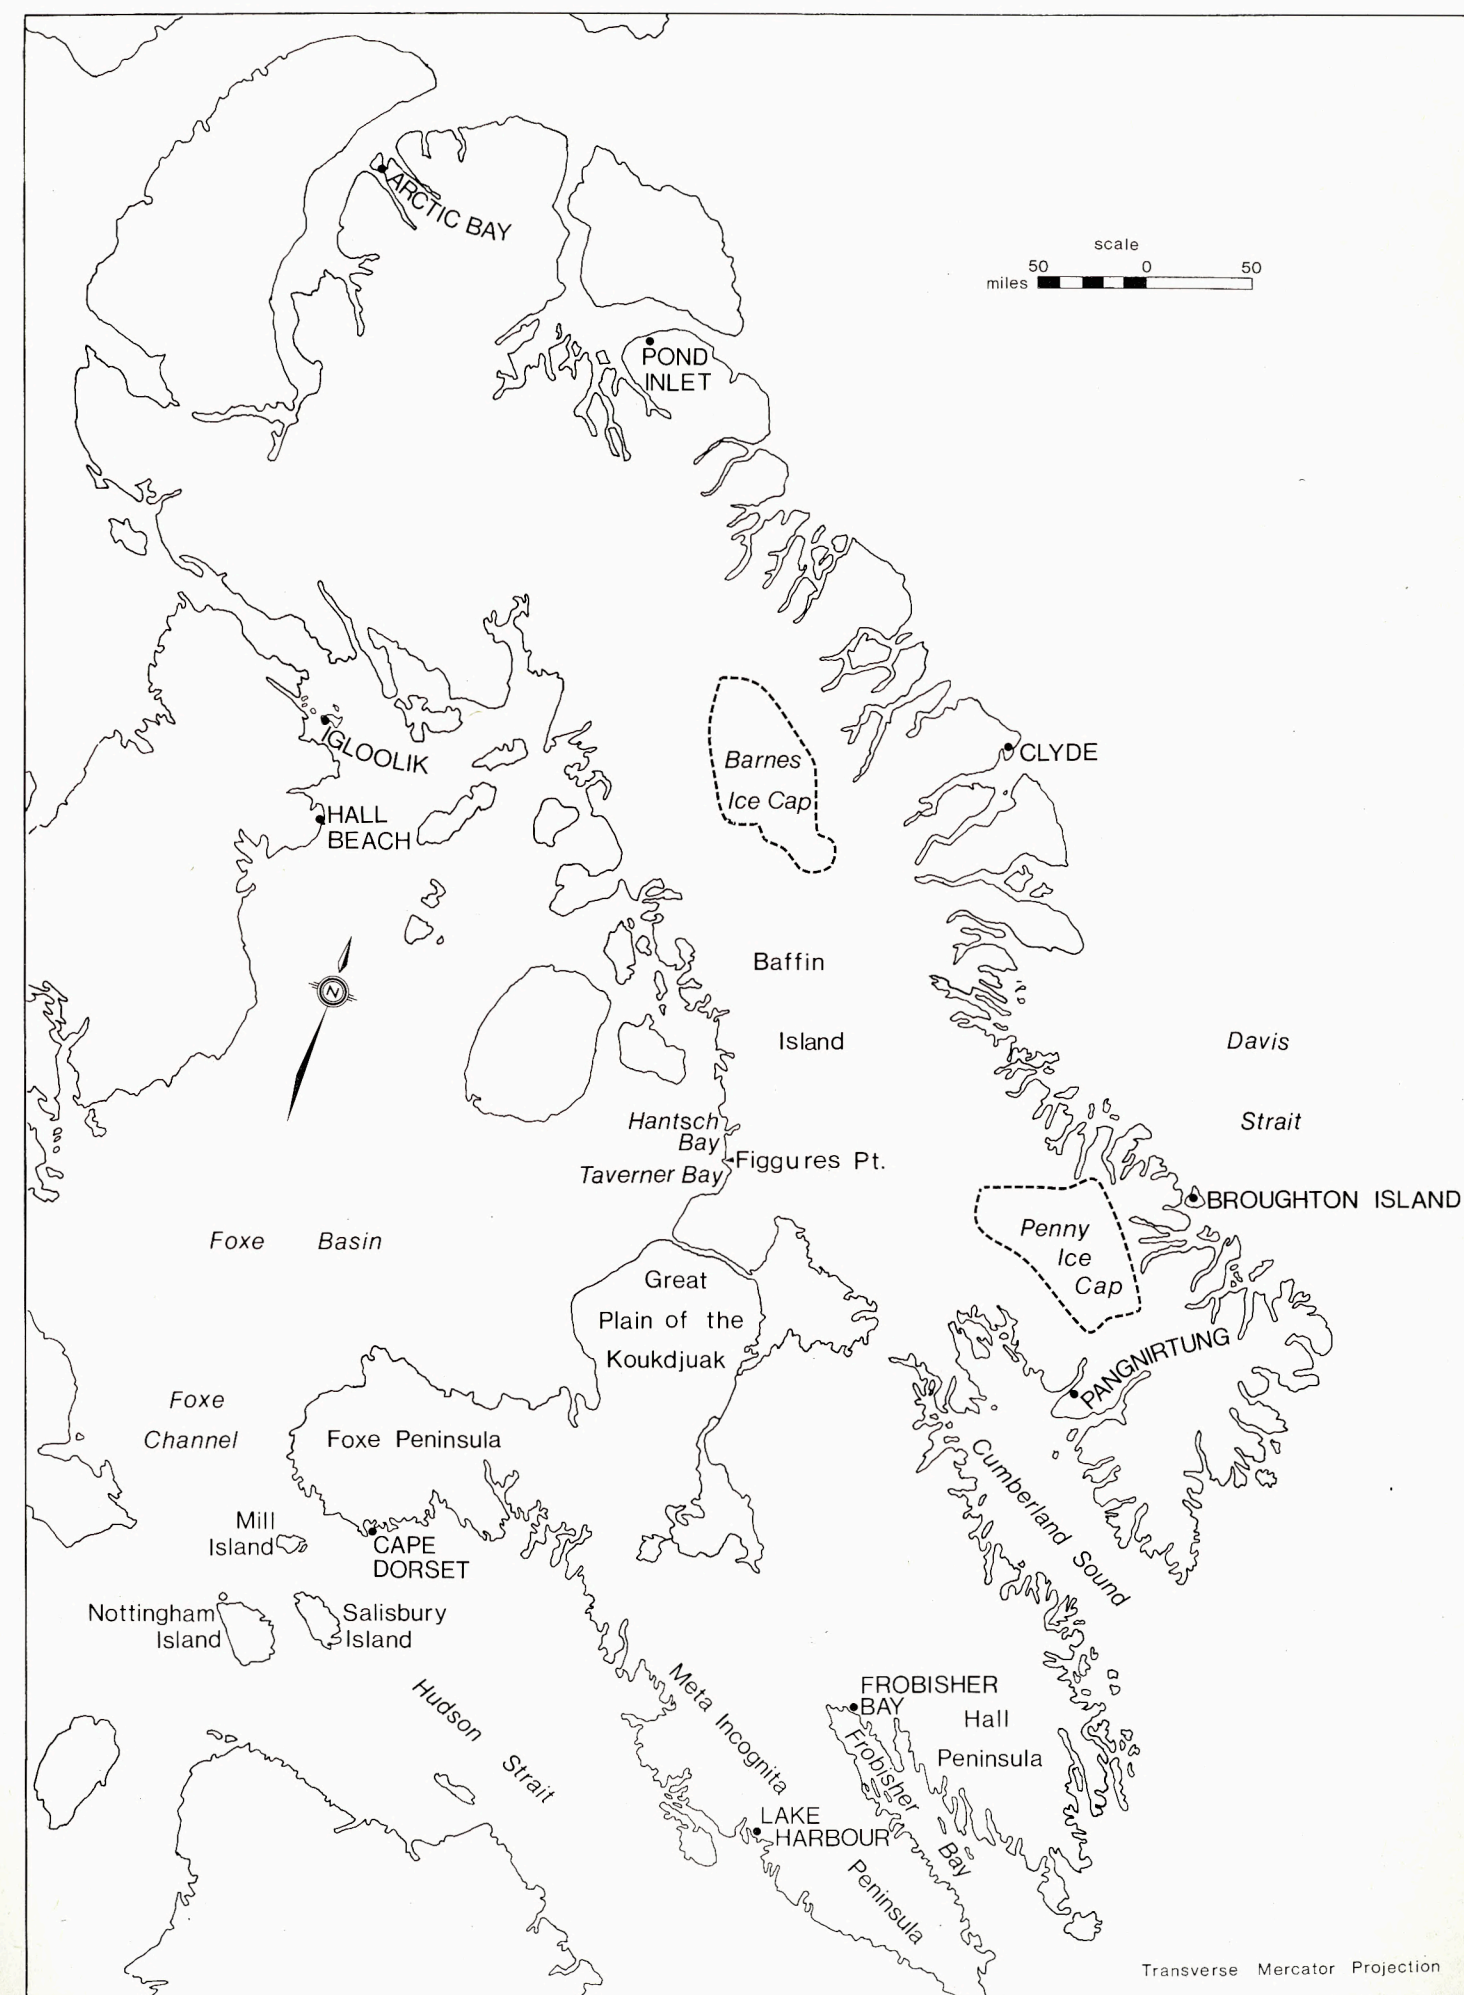 ARCTIC BAY
scale
50 0 50
miles
POND
INLET
IGLOOLIK
CLYDE
Barnes
Ice Cap
HALL
BEACH
Baffin
N
Island
Davis
Strait
Hantsch
Bay
Figgures Pt.
Taverner Bay
BROUGHTON ISLAND
Penny
Ice
Cap
Foxe Basin
Great
Plain of the
Koukdjuak
PANGNIRTUNG
Foxe
Channel
Foxe Peninsula
Cumberland Sound
Mill
Island
CAPE
DORSET
Nottingham
Island
Salisbury
Island
Hudson
Strait
Meta Incognita
Peninsula
FROBISHER
BAY
Hall
Peninsula
Frobisher
Bay
LAKE
HARBOUR
Transverse Mercator Projection